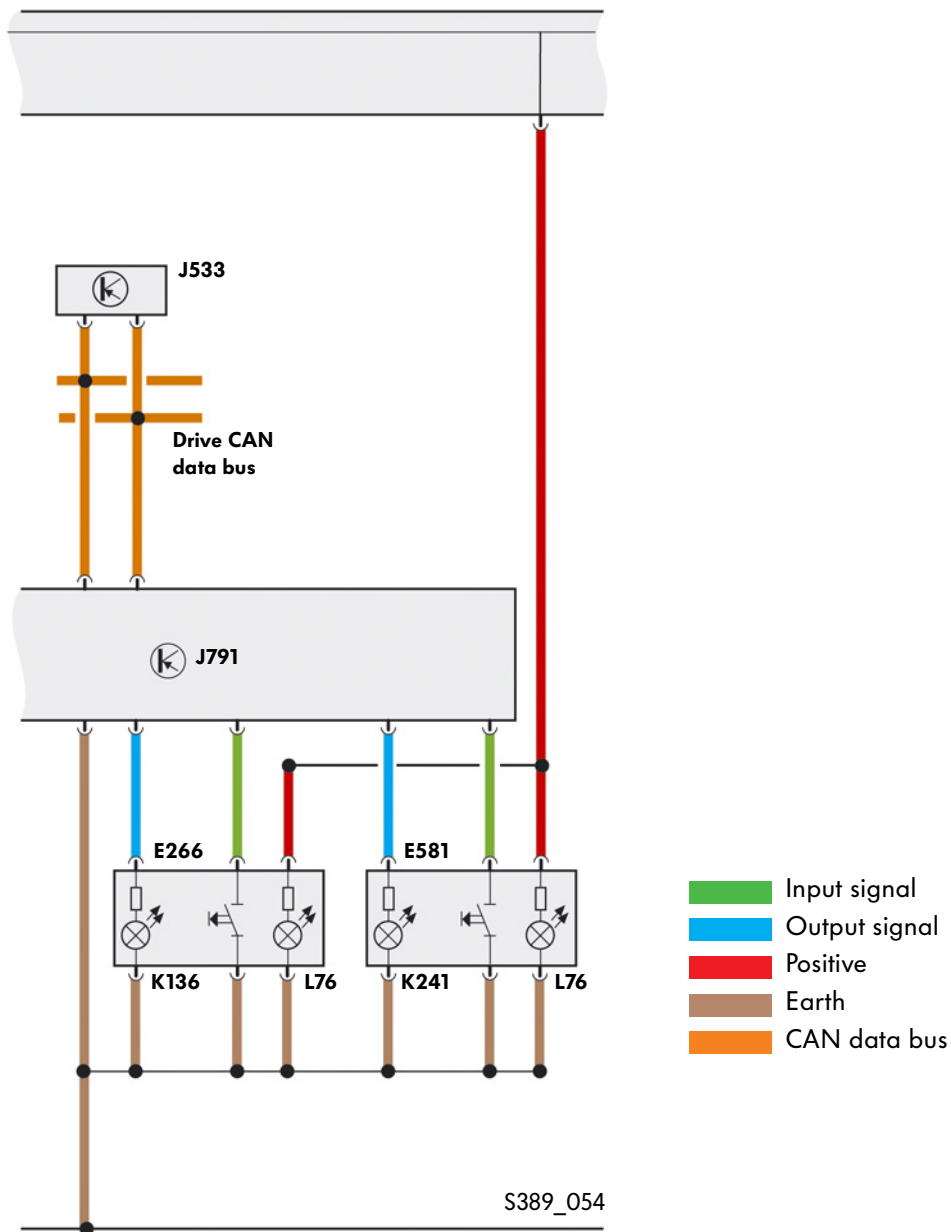 J533
Drive CAN
data bus
J791
E266
E581
K136
L76
K241
L76
Input signal
Output signal
Positive
Earth
CAN data bus
S389_054